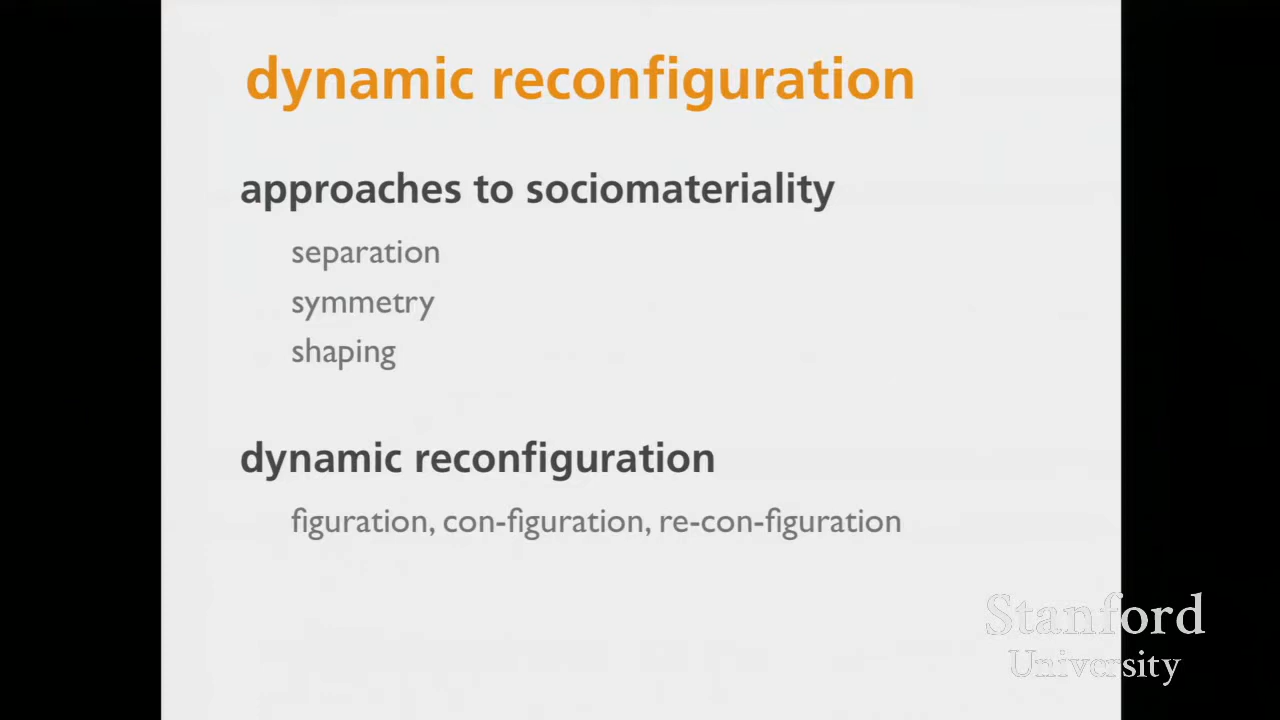 dynamic reconfiguration
approaches to sociomateriality
separation
symmetry
shaping
dynamic reconfiguration
figuration, con-figuration, re-con-figuration
Stanford
University